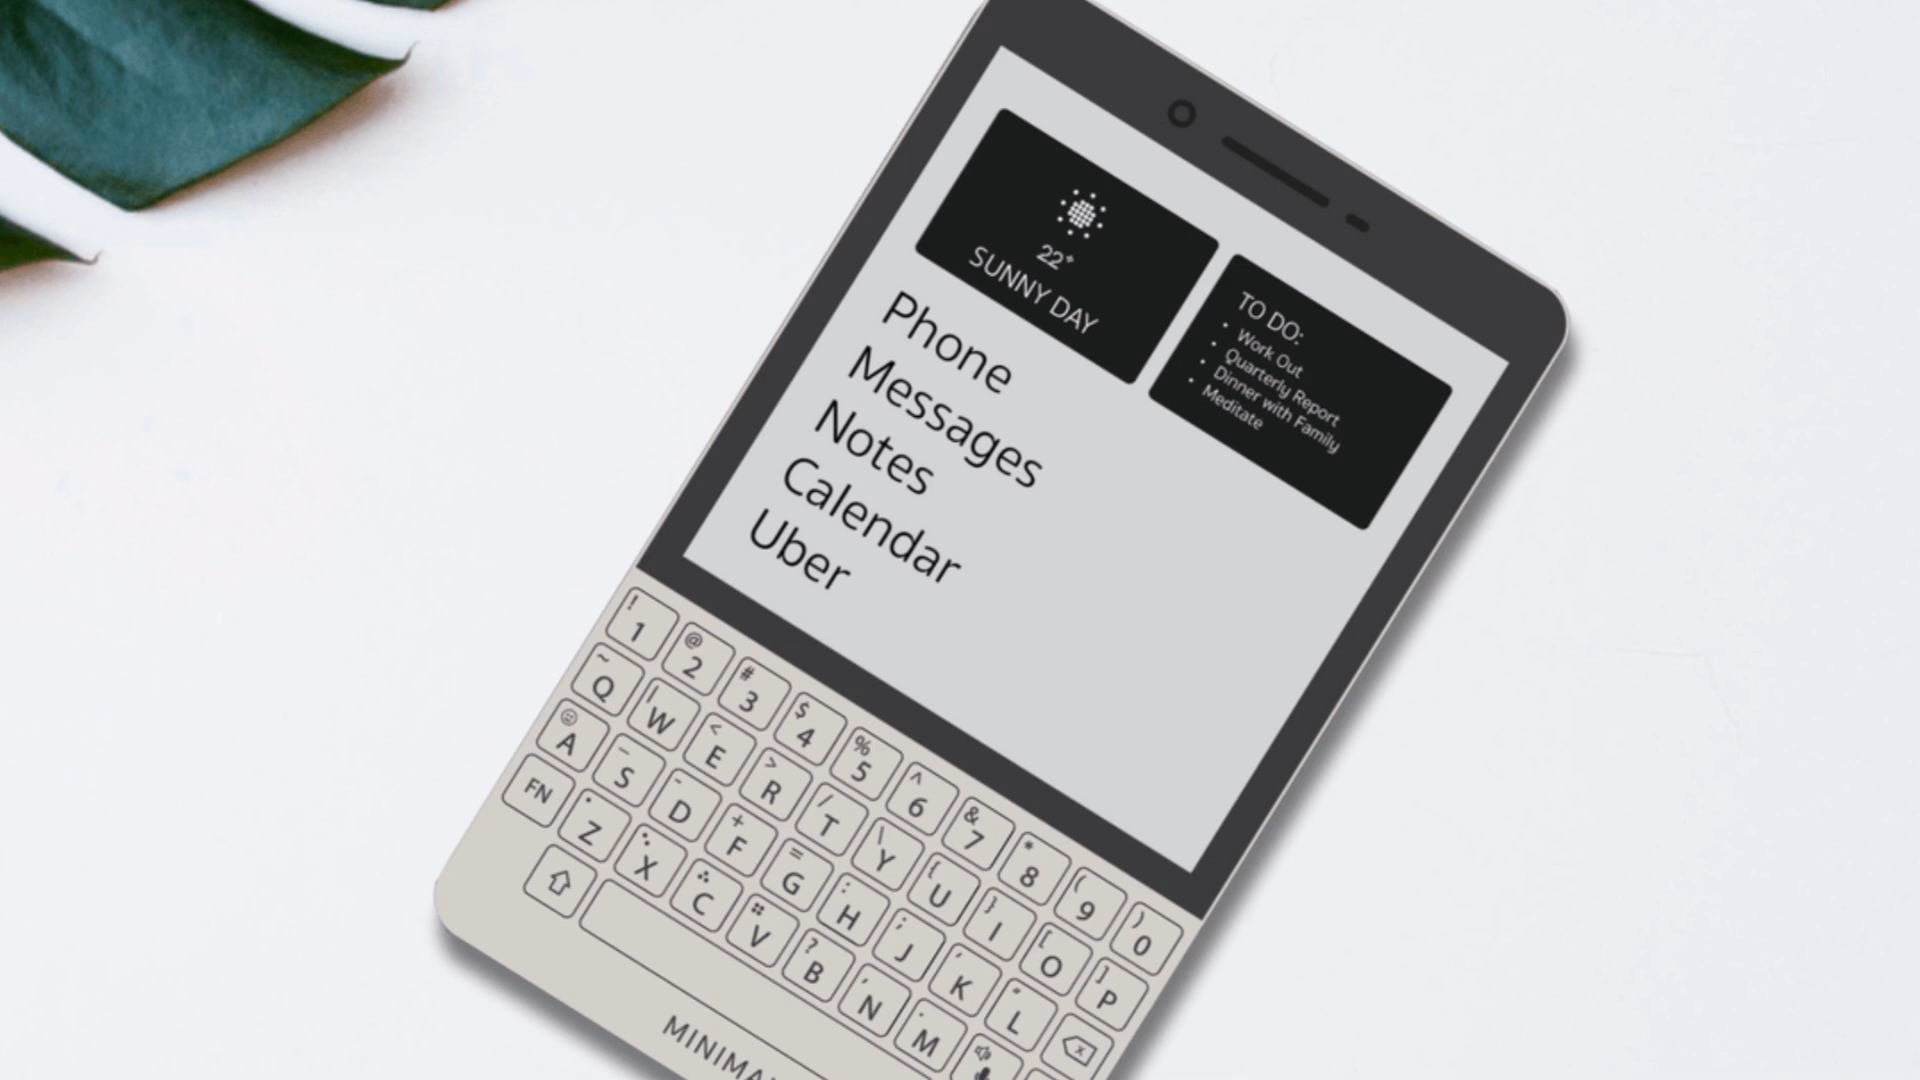 22°
SUNNY DAY
TO DO:
• Work Out
• Quarterly Report
• Dinner with Family
• Meditate
Phone
Messages
Notes
Calendar
Uber
! 1 @ 2 # 3 $ 4 % 5 ^ 6 & 7 * 8 ( 9 ) 0
~ Q | W < E > R / T \ Y { U } I [ O ] P
A _ S - D + F = G : H ; J ' K " L
FN Z X C V ? B , N . M